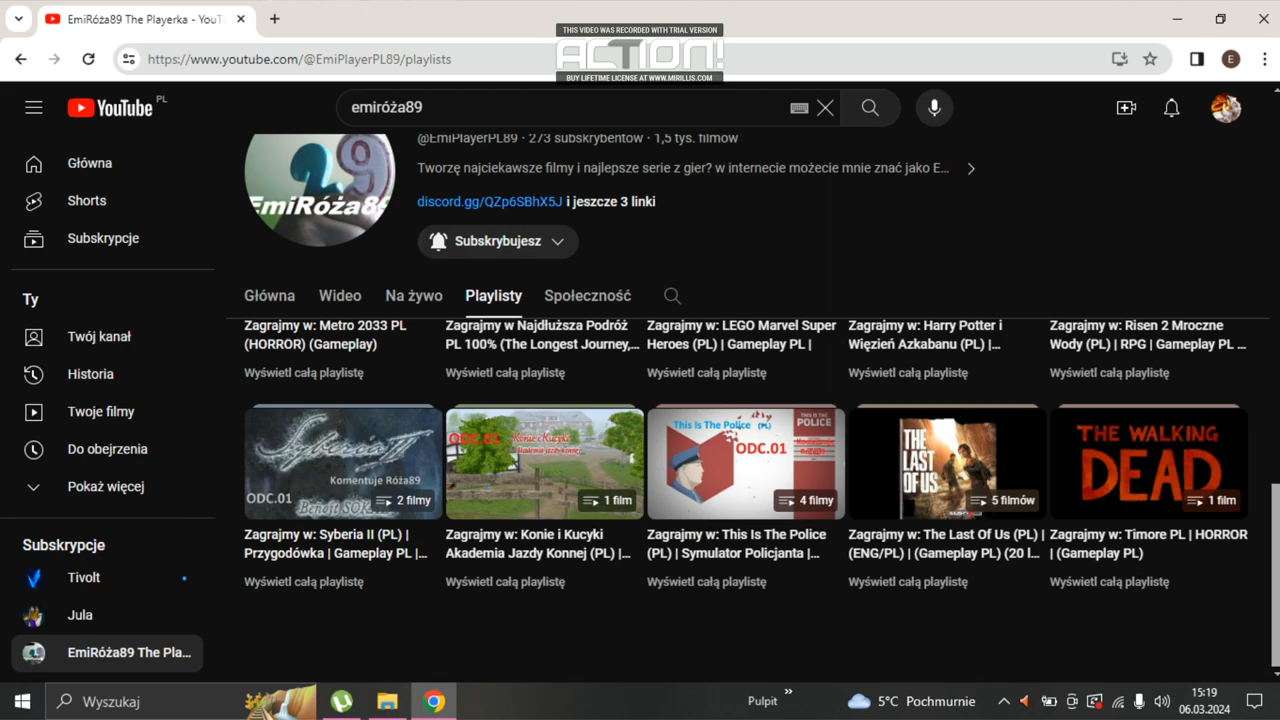 EmiRóża89 The Playerka - YouT
THIS VIDEO WAS RECORDED WITH TRIAL VERSION
ACTION!
BUY LIFETIME LICENSE AT WWW.MIRILLIS.COM
https://www.youtube.com/@EmiPlayerPL89/playlists
E
YouTube PL
emiróża89
Główna
Shorts
Subskrypcje
Ty
Twój kanał
Historia
Twoje filmy
Do obejrzenia
Pokaż więcej
Subskrypcje
Tivolt
Jula
EmiRóża89 The Pla...
29
EmiRóża89
@EmiPlayerPL89 · 273 subskrybentów · 1,5 tys. filmów
Tworzę najciekawsze filmy i najlepsze serie z gier? w internecie możecie mnie znać jako E...
discord.gg/QZp6SBhX5J i jeszcze 3 linki
Subskrybujesz
Główna
Wideo
Na żywo
Playlisty
Społeczność
Zagrajmy w: Metro 2033 PL
(HORROR) (Gameplay)
Wyświetl całą playlistę
Zagrajmy w Najdłuższa Podróż
PL 100% (The Longest Journey,...
Wyświetl całą playlistę
Zagrajmy w: LEGO Marvel Super
Heroes (PL) | Gameplay PL |
Wyświetl całą playlistę
Zagrajmy w: Harry Potter i
Więzień Azkabanu (PL) |...
Wyświetl całą playlistę
Zagrajmy w: Risen 2 Mroczne
Wody (PL) | RPG | Gameplay PL ...
Wyświetl całą playlistę
Komentuje Róża89
ODC.01
2 filmy
Zagrajmy w: Syberia II (PL) |
Przygodówka | Gameplay PL |...
Wyświetl całą playlistę
ODC.01
Konie i Kucyki
Akademia Jazdy Konnej
1 film
Zagrajmy w: Konie i Kucyki
Akademia Jazdy Konnej (PL) |...
Wyświetl całą playlistę
This Is The Police (PL)
ODC.01
THIS IS THE
POLICE
4 filmy
Zagrajmy w: This Is The Police
(PL) | Symulator Policjanta |...
Wyświetl całą playlistę
THE
LAST
OF US
5 filmów
Zagrajmy w: The Last Of Us (PL) |
(ENG/PL) | (Gameplay PL) (20 l...
Wyświetl całą playlistę
THE WALKING
DEAD
1 film
Zagrajmy w: Timore PL | HORROR
| (Gameplay PL)
Wyświetl całą playlistę
Wyszukaj
Pulpit
5°C Pochmurnie
15:19
06.03.2024